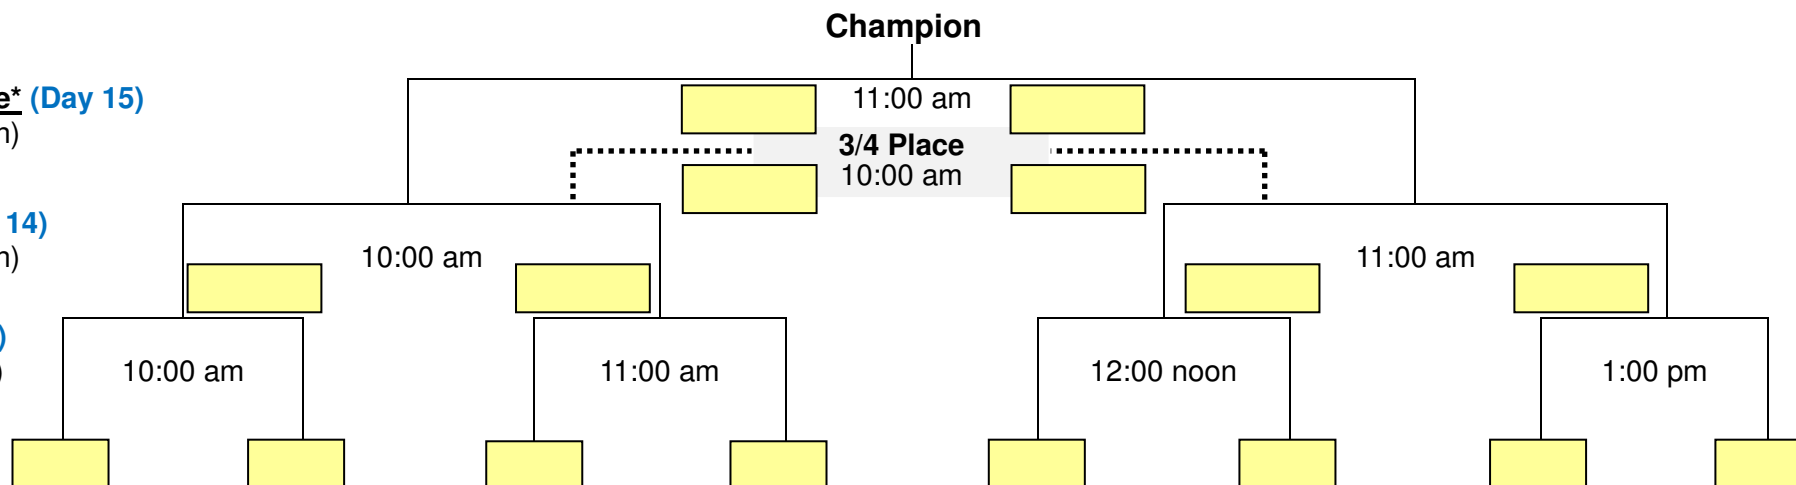 Champion
e* (Day 15)
11:00 am
n)
3/4 Place
10:00 am
14)
n)
10:00 am
11:00 am
)
)
10:00 am
11:00 am
12:00 noon
1:00 pm